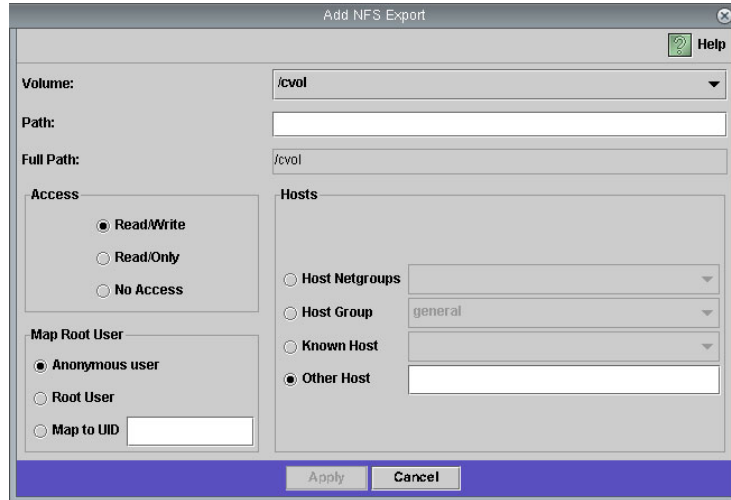 Add NFS Export
? Help
Volume: /cvol
Path:
Full Path: /cvol
Access
Read/Write
Read/Only
No Access
Map Root User
Anonymous user
Root User
Map to UID
Hosts
Host Netgroups
Host Group general
Known Host
Other Host
Apply Cancel